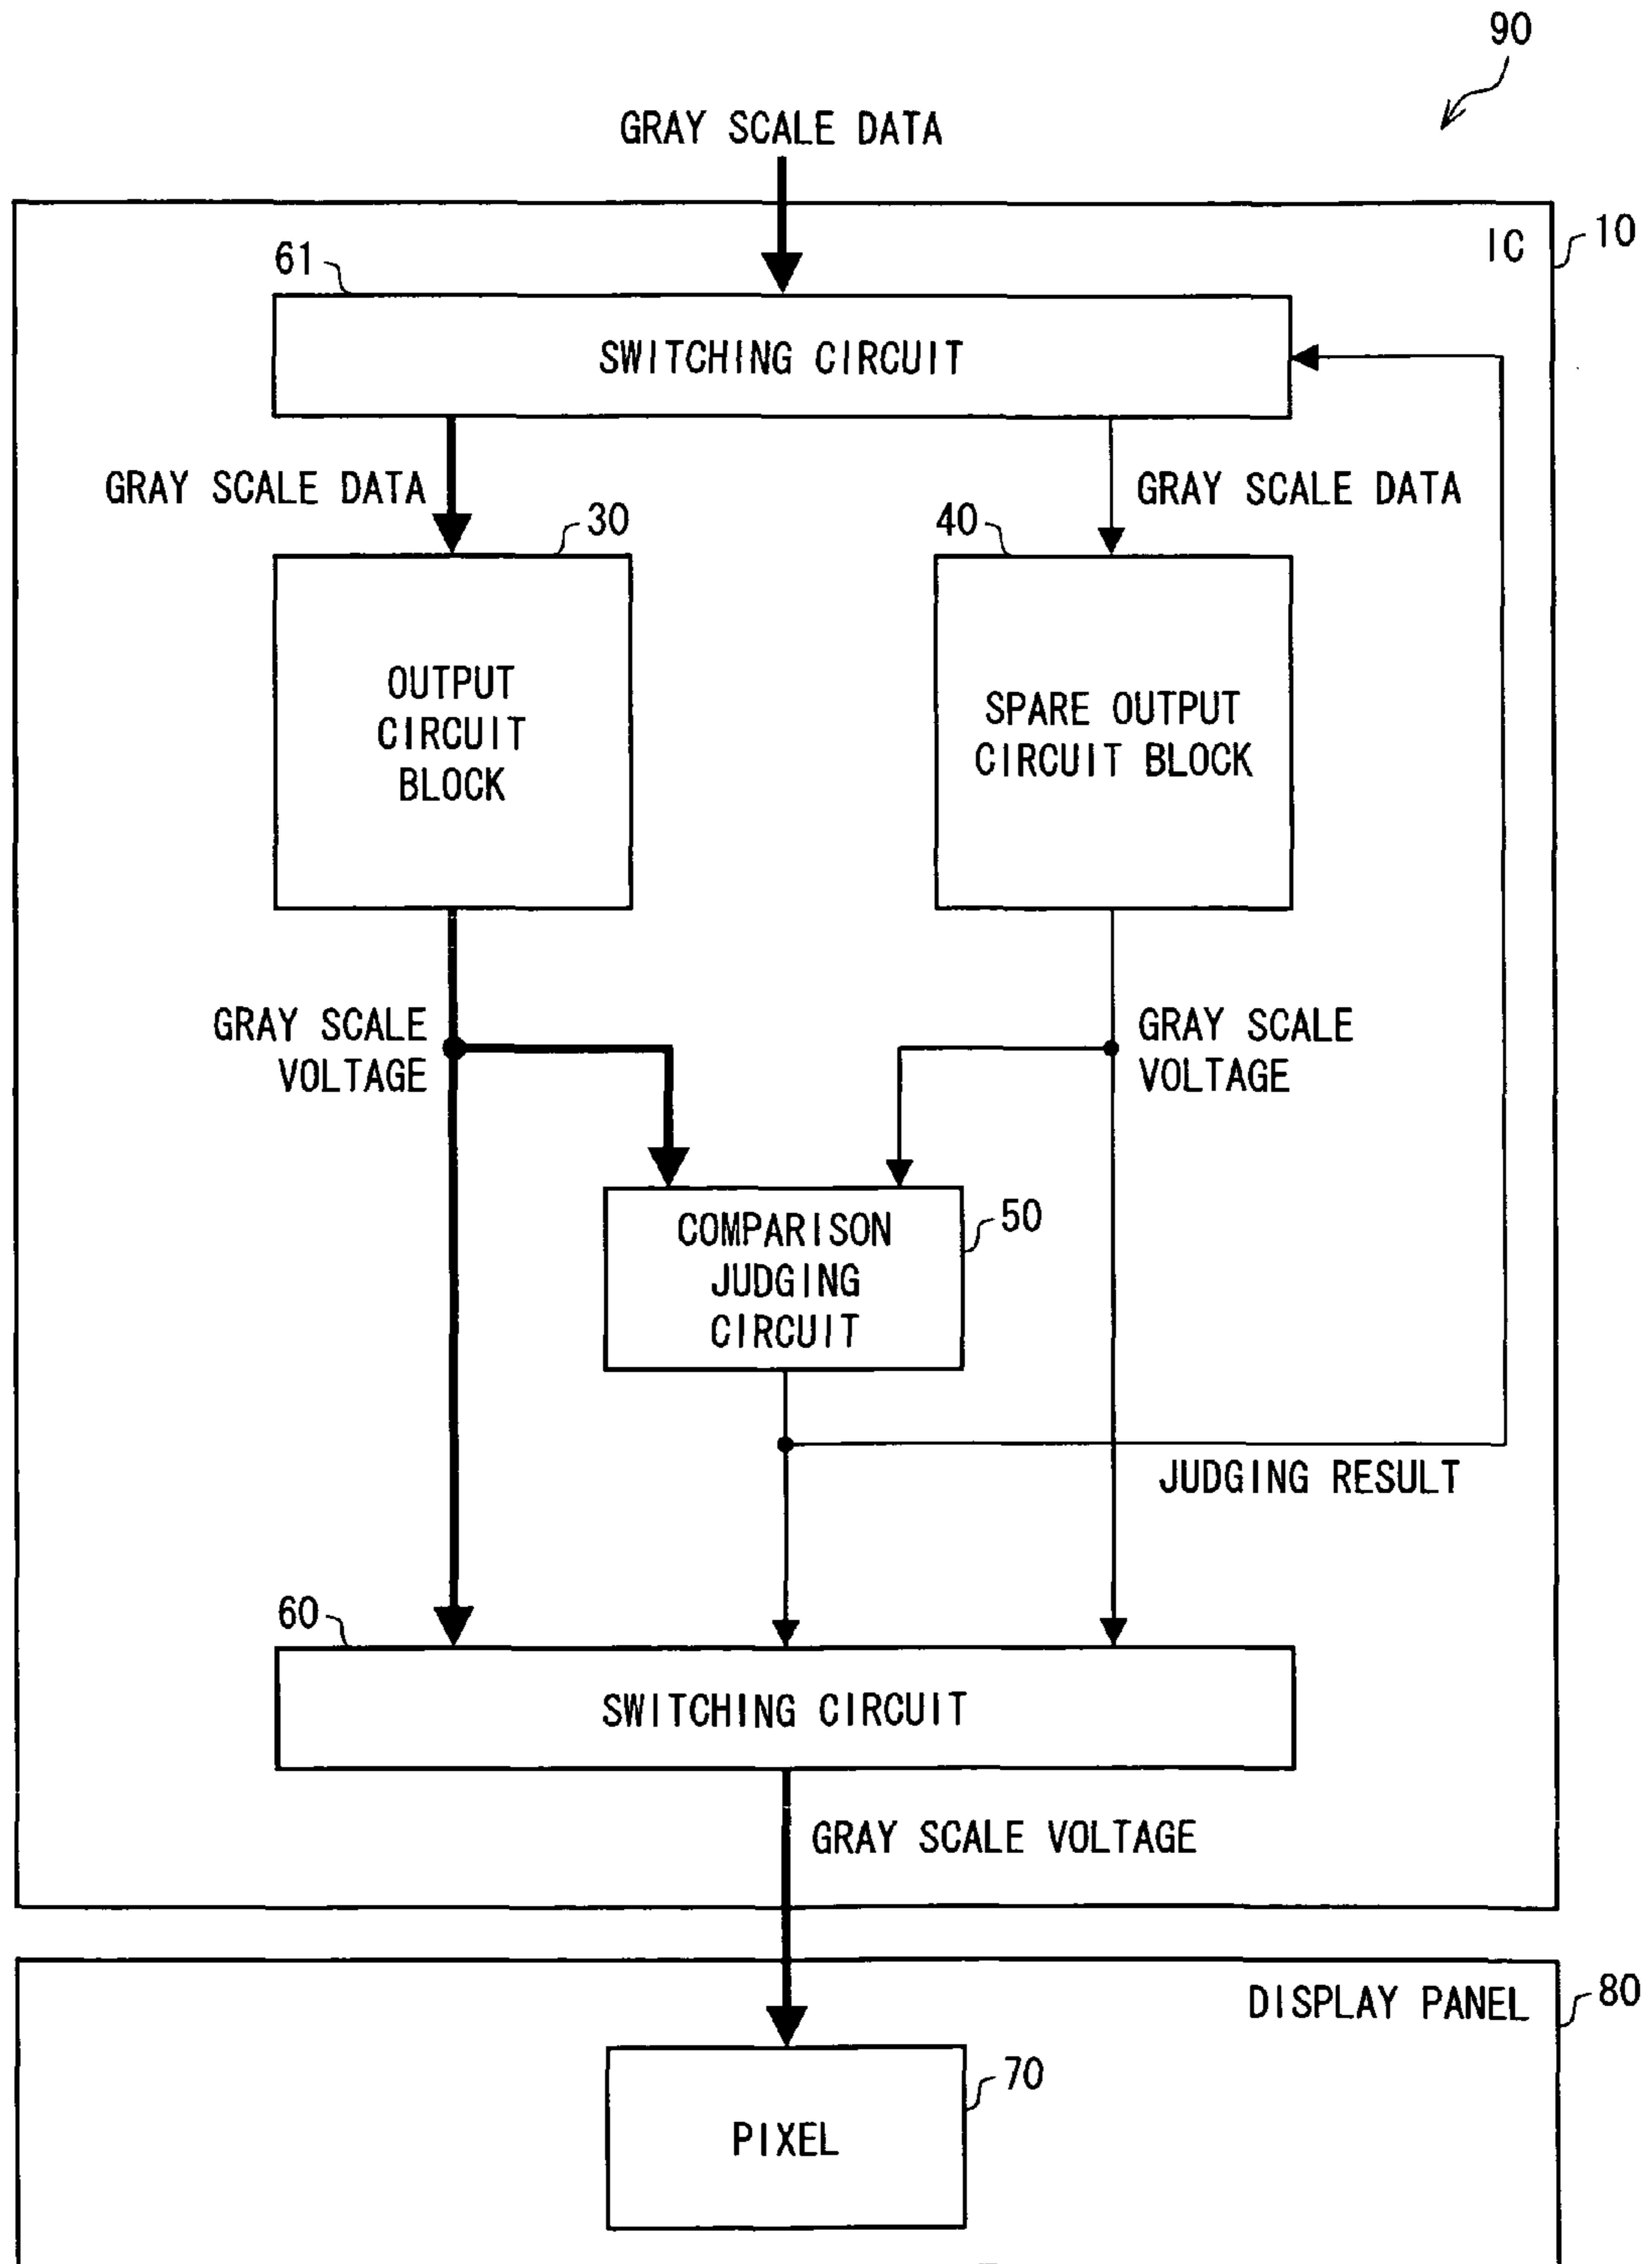 90
GRAY SCALE DATA
IC
10
61
SWITCHING CIRCUIT
GRAY SCALE DATA
GRAY SCALE DATA
30
40
OUTPUT
CIRCUIT
BLOCK
SPARE OUTPUT
CIRCUIT BLOCK
GRAY SCALE
VOLTAGE
GRAY SCALE
VOLTAGE
50
COMPARISON
JUDGING
CIRCUIT
JUDGING RESULT
60
SWITCHING CIRCUIT
GRAY SCALE VOLTAGE
DISPLAY PANEL
80
70
PIXEL